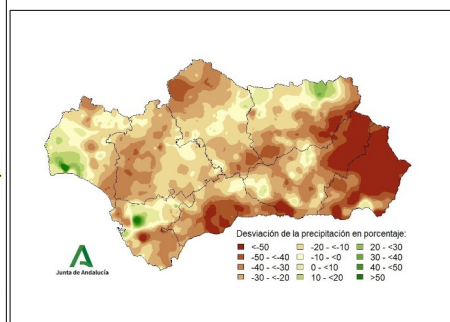 Desviación de la precipitación en porcentaje:
<-50 -20 - <-10 20 - <30
-50 - <-40 -10 - <0 30 - <40
-40 - <-30 0 - <10 40 - <50
-30 - <-20 10 - <20 >50
Junta de Andalucía